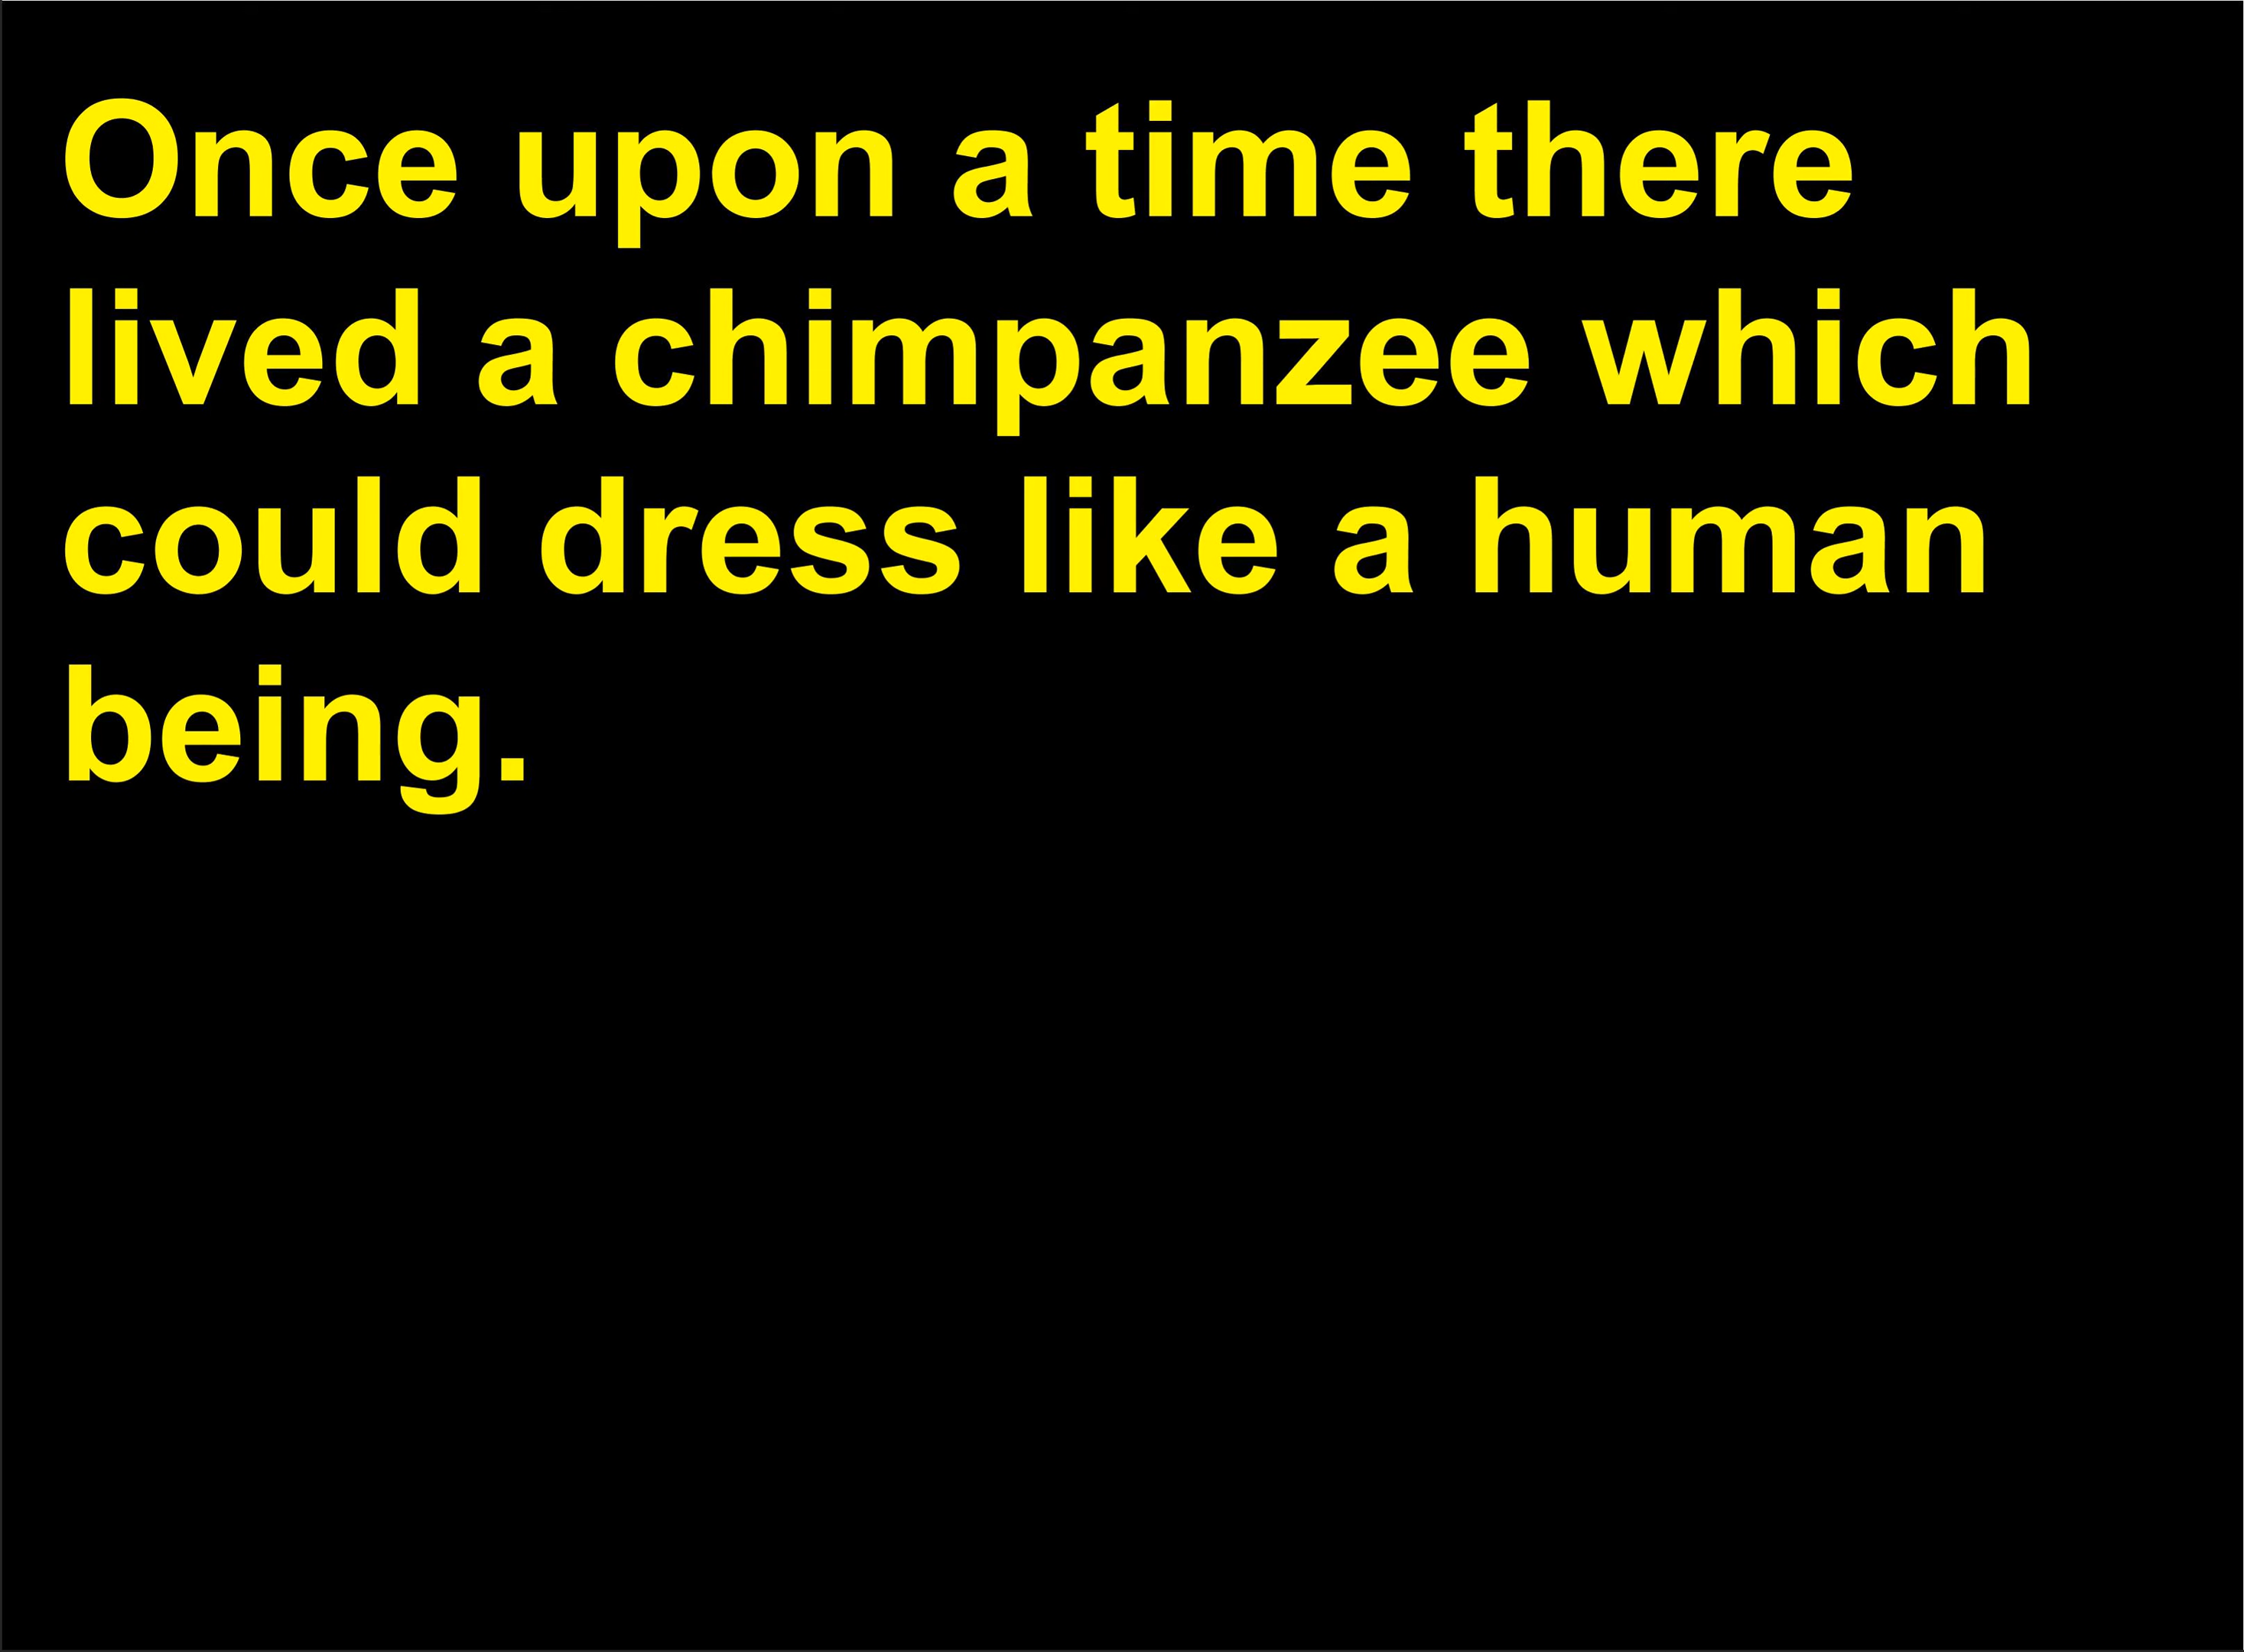 Once upon a time there
lived a chimpanzee which
could dress like a human
being.